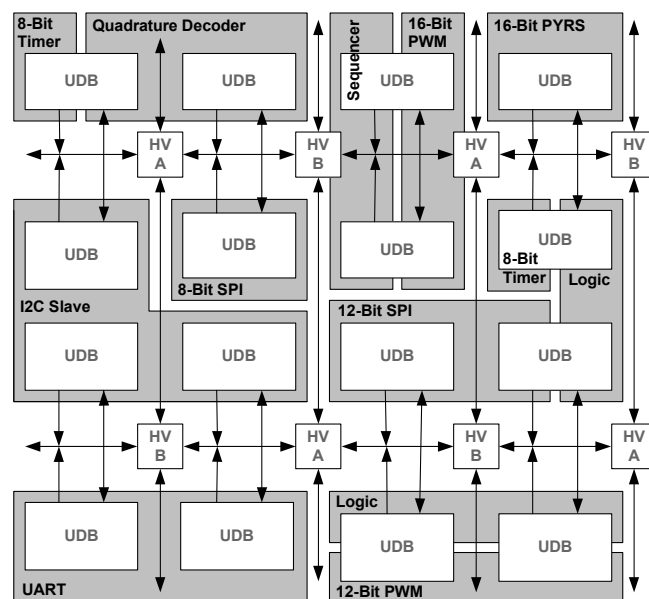 8-Bit
Timer
Quadrature Decoder
Sequencer
16-Bit
PWM
16-Bit PYRS
UDB
UDB
UDB
UDB
HV
A
HV
B
HV
A
HV
B
UDB
UDB
UDB
UDB
8-Bit
Timer
Logic
8-Bit SPI
I2C Slave
12-Bit SPI
UDB
UDB
UDB
UDB
HV
B
HV
A
HV
B
HV
A
Logic
UDB
UDB
UDB
UDB
UART
12-Bit PWM